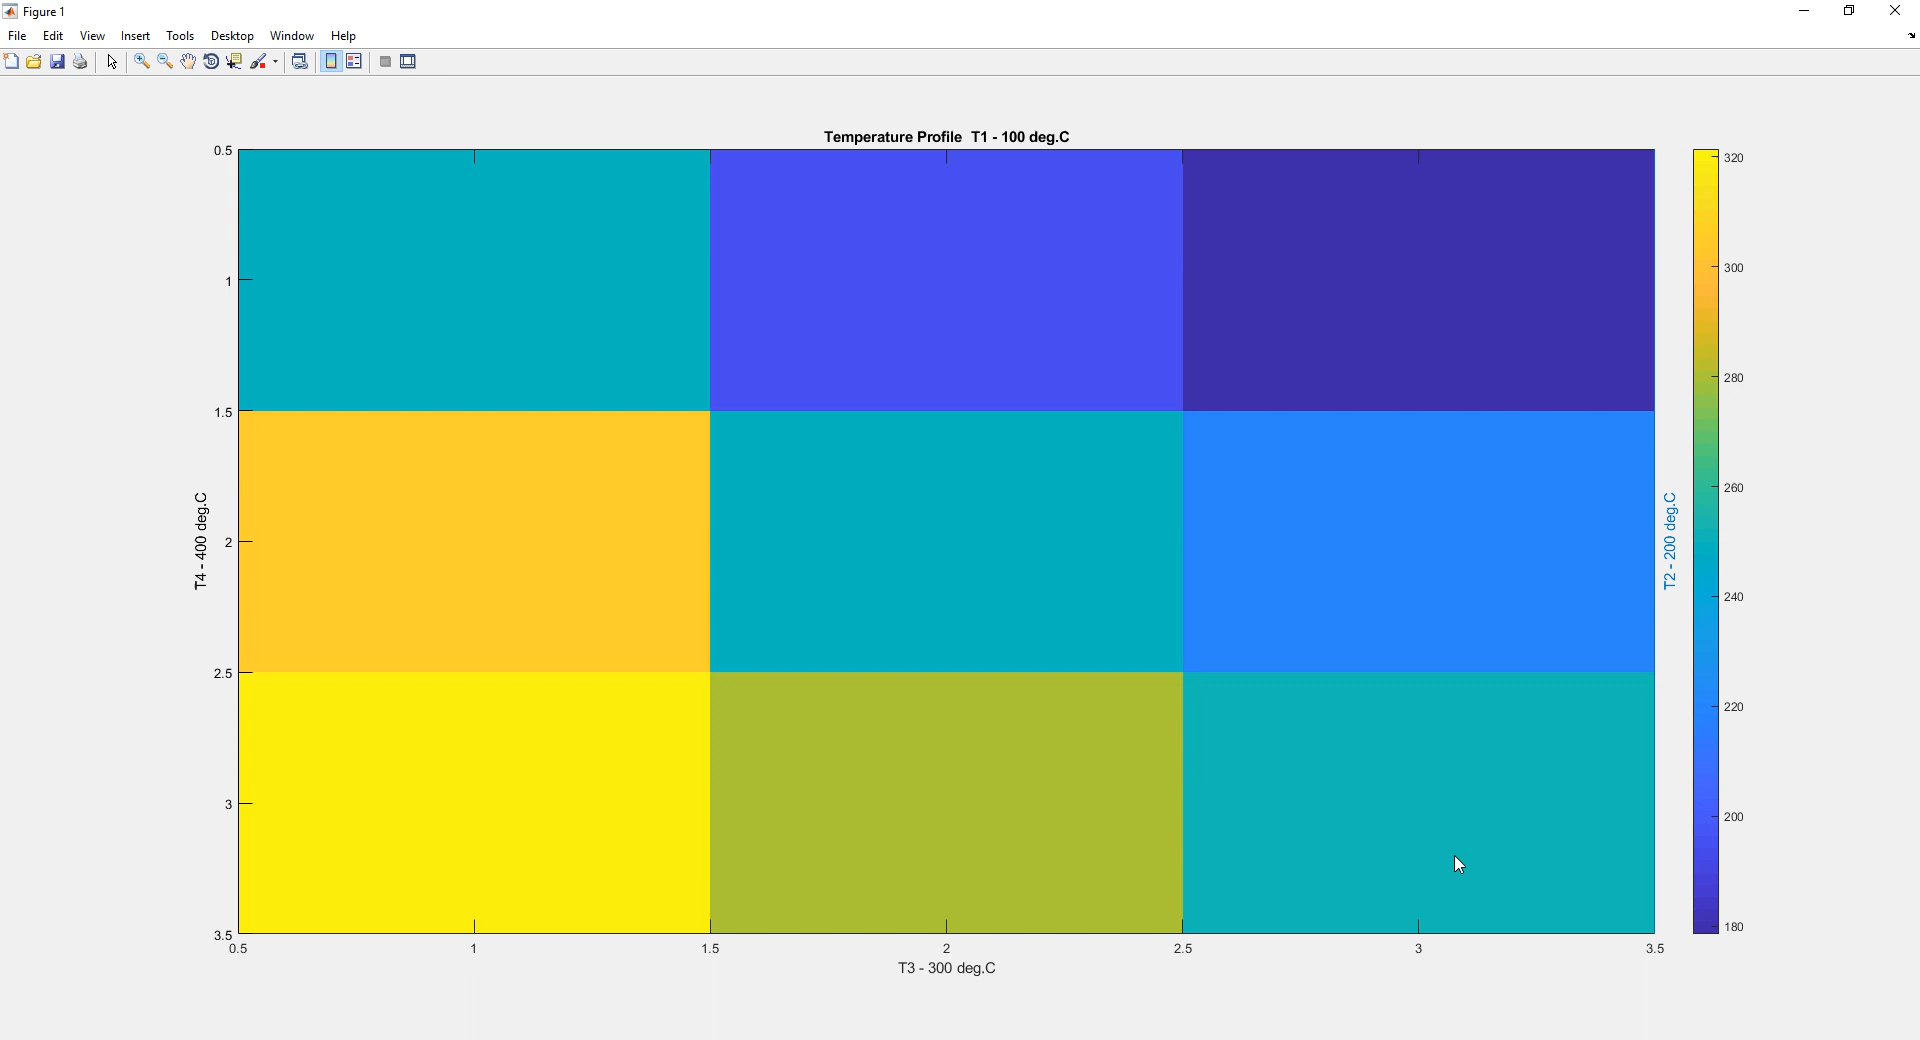 Figure 1
File Edit View Insert Tools Desktop Window Help
Temperature Profile T1 - 100 deg.C
0.5
1
1.5
2
2.5
3
3.5
T4 - 400 deg.C
0.5 1 1.5 2 2.5 3 3.5
T3 - 300 deg.C
T2 - 200 deg.C
320
300
280
260
240
220
200
180